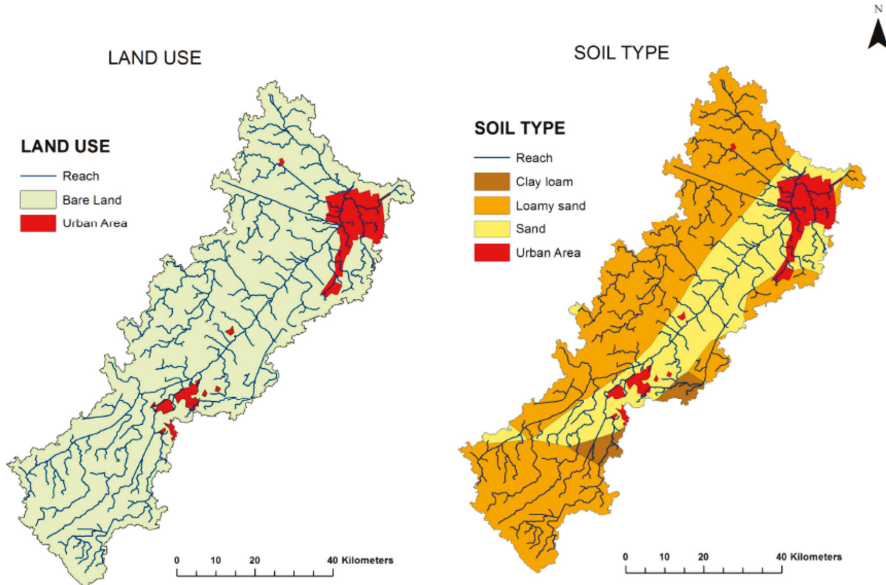 N
LAND USE
SOIL TYPE
LAND USE
Reach
Bare Land
Urban Area
SOIL TYPE
Reach
Clay loam
Loamy sand
Sand
Urban Area
0 10 20 40 Kilometers
0 10 20 40 Kilometers